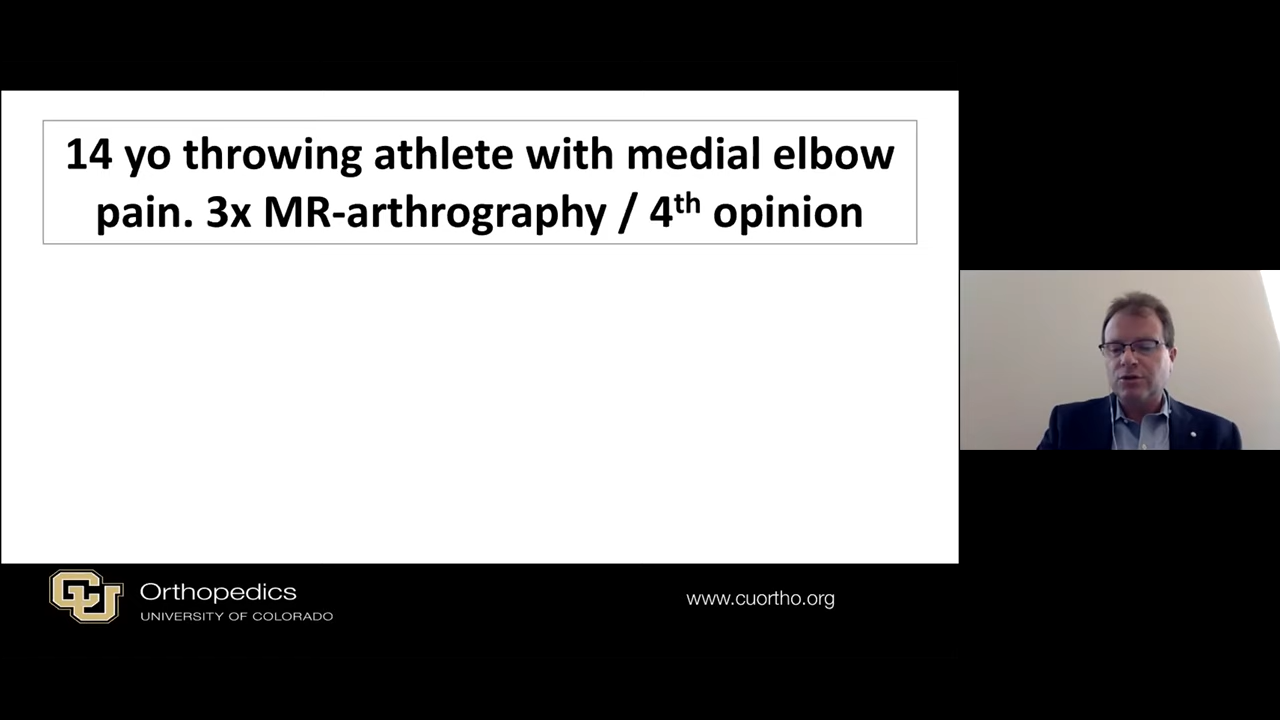 14 yo throwing athlete with medial elbow
pain. 3x MR-arthrography / 4th opinion
CU
Orthopedics
UNIVERSITY OF COLORADO
www.cuortho.org